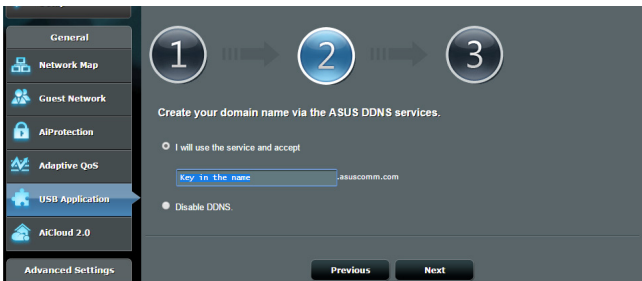 General
Network Map
Guest Network
AiProtection
Adaptive QoS
USB Application
AiCloud 2.0
Advanced Settings
1
2
3
Create your domain name via the ASUS DDNS services.
I will use the service and accept
Key in the name .asuscomm.com
Disable DDNS.
Previous Next